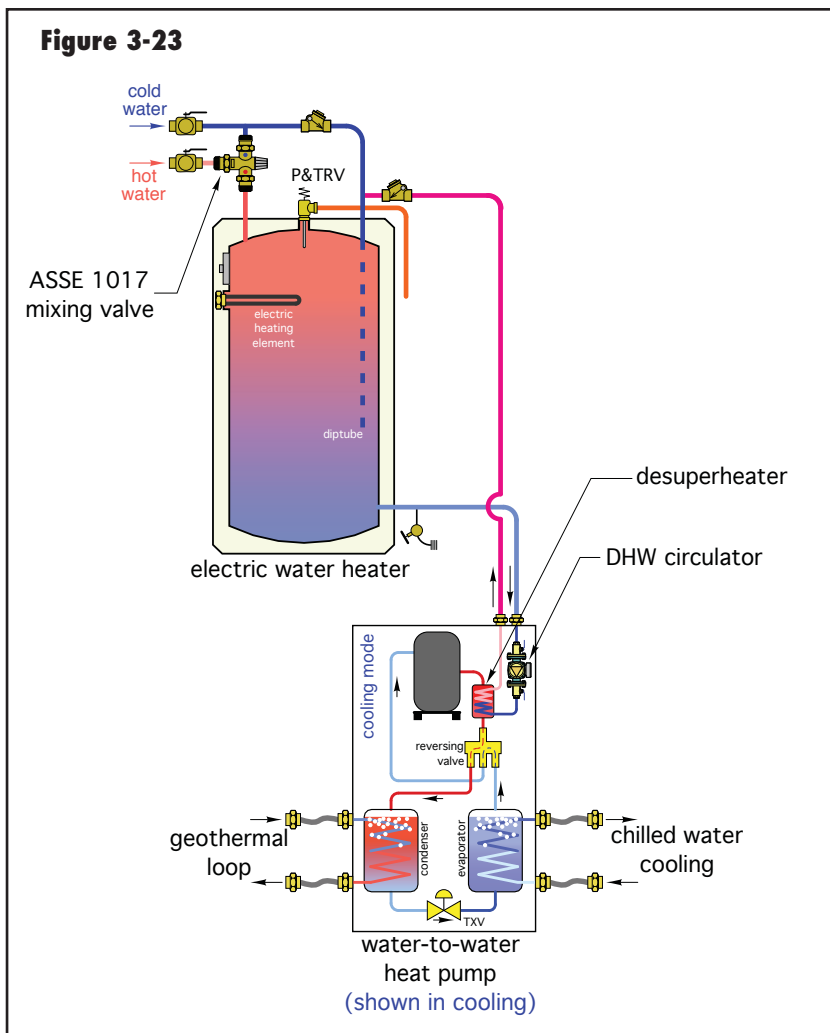 Figure 3-23
cold
water
hot
water
P&TRV
ASSE 1017
mixing valve
electric
heating
element
diptube
electric water heater
desuperheater
DHW circulator
cooling mode
reversing
valve
geothermal
loop
condenser
evaporator
chilled water
cooling
TXV
water-to-water
heat pump
(shown in cooling)